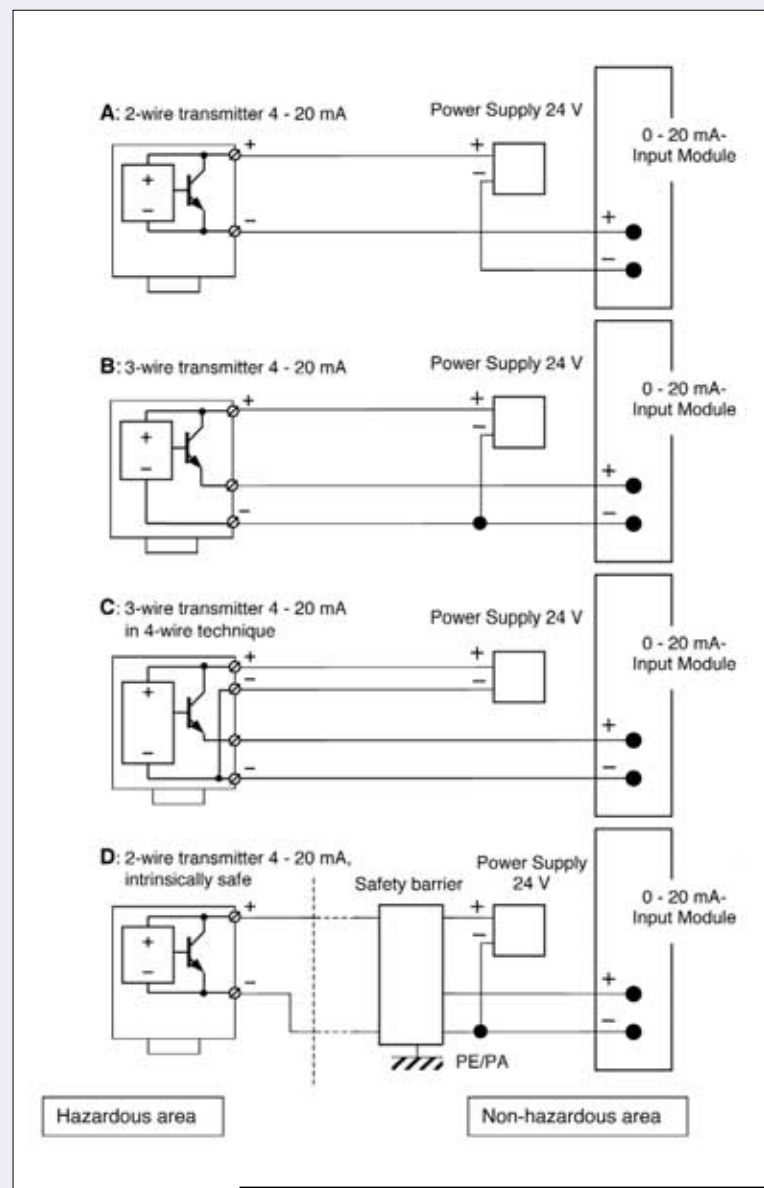 A: 2-wire transmitter 4 - 20 mA
Power Supply 24 V
0 - 20 mA-
Input Module
+
−
+
−
+
−
+
−
B: 3-wire transmitter 4 - 20 mA
Power Supply 24 V
0 - 20 mA-
Input Module
+
−
+
−
+
−
+
−
C: 3-wire transmitter 4 - 20 mA
in 4-wire technique
Power Supply 24 V
0 - 20 mA-
Input Module
+
−
+
−
+
−
−
+
−
D: 2-wire transmitter 4 - 20 mA,
intrinsically safe
Safety barrier
Power Supply
24 V
0 - 20 mA-
Input Module
+
−
+
−
+
−
+
−
PE/PA
Hazardous area
Non-hazardous area